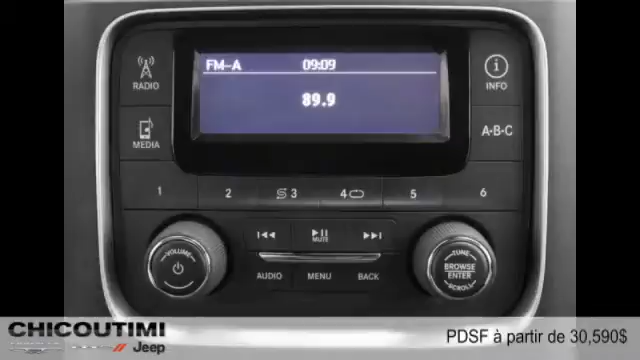 FM-A 09:09
89.9
RADIO
MEDIA
INFO
A-B-C
1 2 3 4 5 6
MUTE
VOLUME
AUDIO MENU BACK
TUNE
BROWSE
ENTER
SCROLL
CHICOUTIMI
Jeep
PDSF à partir de 30,590$